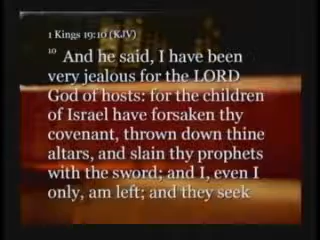 1 Kings 19:10 (KJV)
10 And he said, I have been
very jealous for the LORD
God of hosts: for the children
of Israel have forsaken thy
covenant, thrown down thine
altars, and slain thy prophets
with the sword; and I, even I
only, am left; and they seek